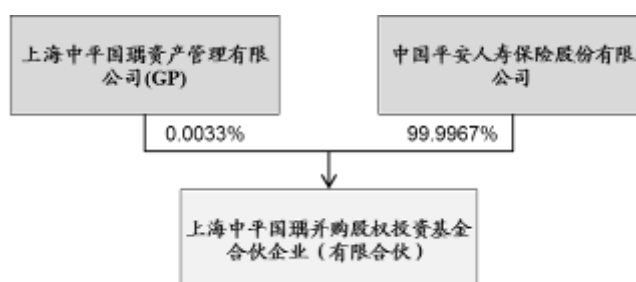 上海中平国瑀资产管理有限
公司(GP)
中国平安人寿保险股份有限
公司
0.0033%
99.9967%
上海中平国瑀并购股权投资基金
合伙企业（有限合伙）